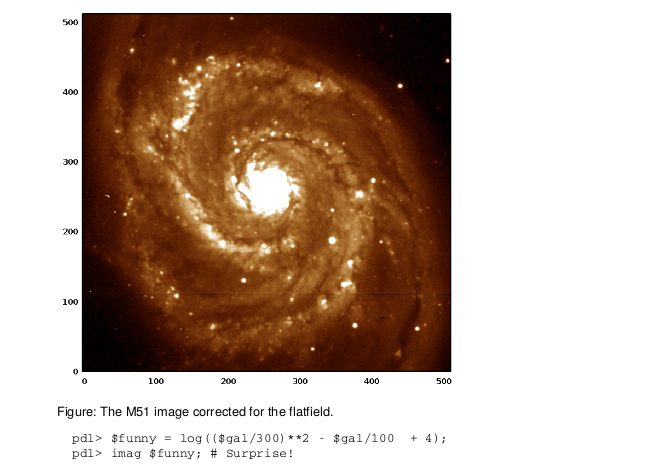 500
400
300
200
100
0
0 100 200 300 400 500
Figure: The M51 image corrected for the flatfield.
pdl> $funny = log(($gal/300)**2 - $gal/100  + 4);
pdl> imag $funny; # Surprise!